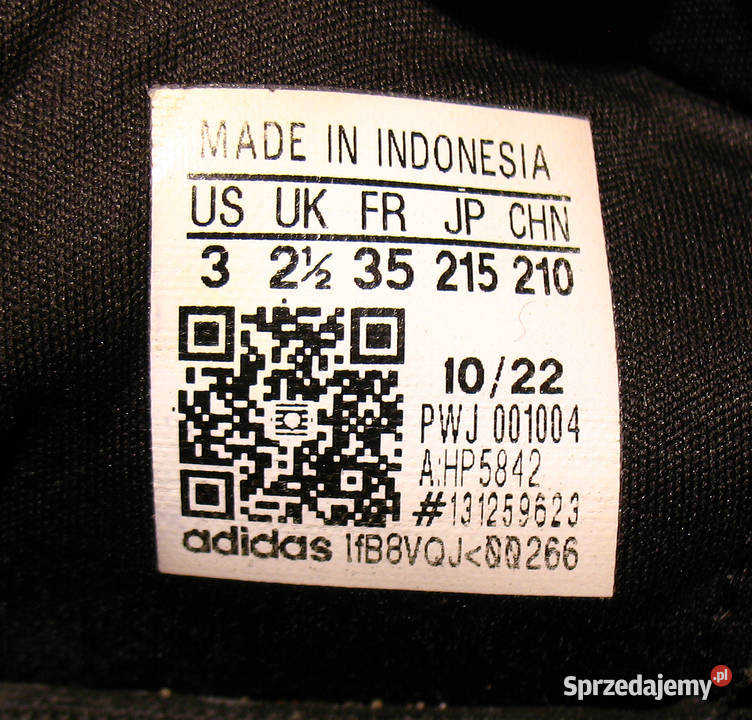 MADE IN INDONESIA
US UK FR JP CHN
3 2½ 35 215 210
10/22
PWJ 001004
A:HP5842
#131259623
adidas
Sprzedajemy.pl